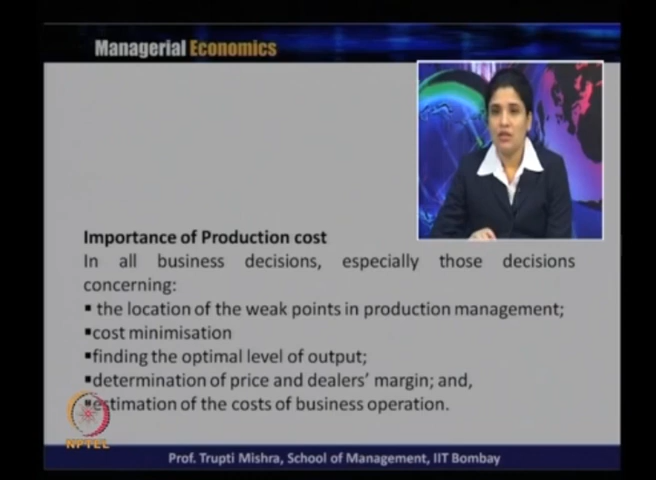 Managerial Economics
Importance of Production cost
In all business decisions, especially those decisions
concerning:
▪ the location of the weak points in production management;
▪cost minimisation
▪finding the optimal level of output;
▪determination of price and dealers' margin; and,
▪estimation of the costs of business operation.
NPTEL
Prof. Trupti Mishra, School of Management, IIT Bombay